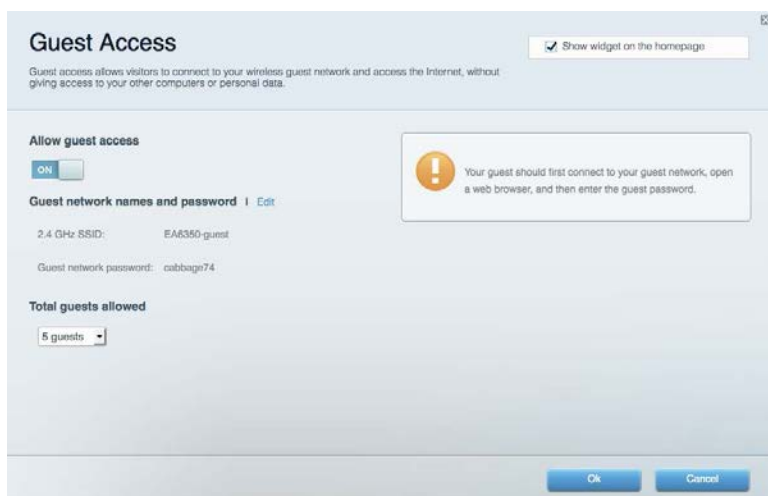 Guest Access
Show widget on the homepage
Guest access allows visitors to connect to your wireless guest network and access the Internet, without
giving access to your other computers or personal data.
Allow guest access
ON
Your guest should first connect to your guest network, open
a web browser, and then enter the guest password.
Guest network names and password | Edit
2.4 GHz SSID: EA6350-guest
Guest network password: cabbage74
Total guests allowed
5 guests
Ok
Cancel